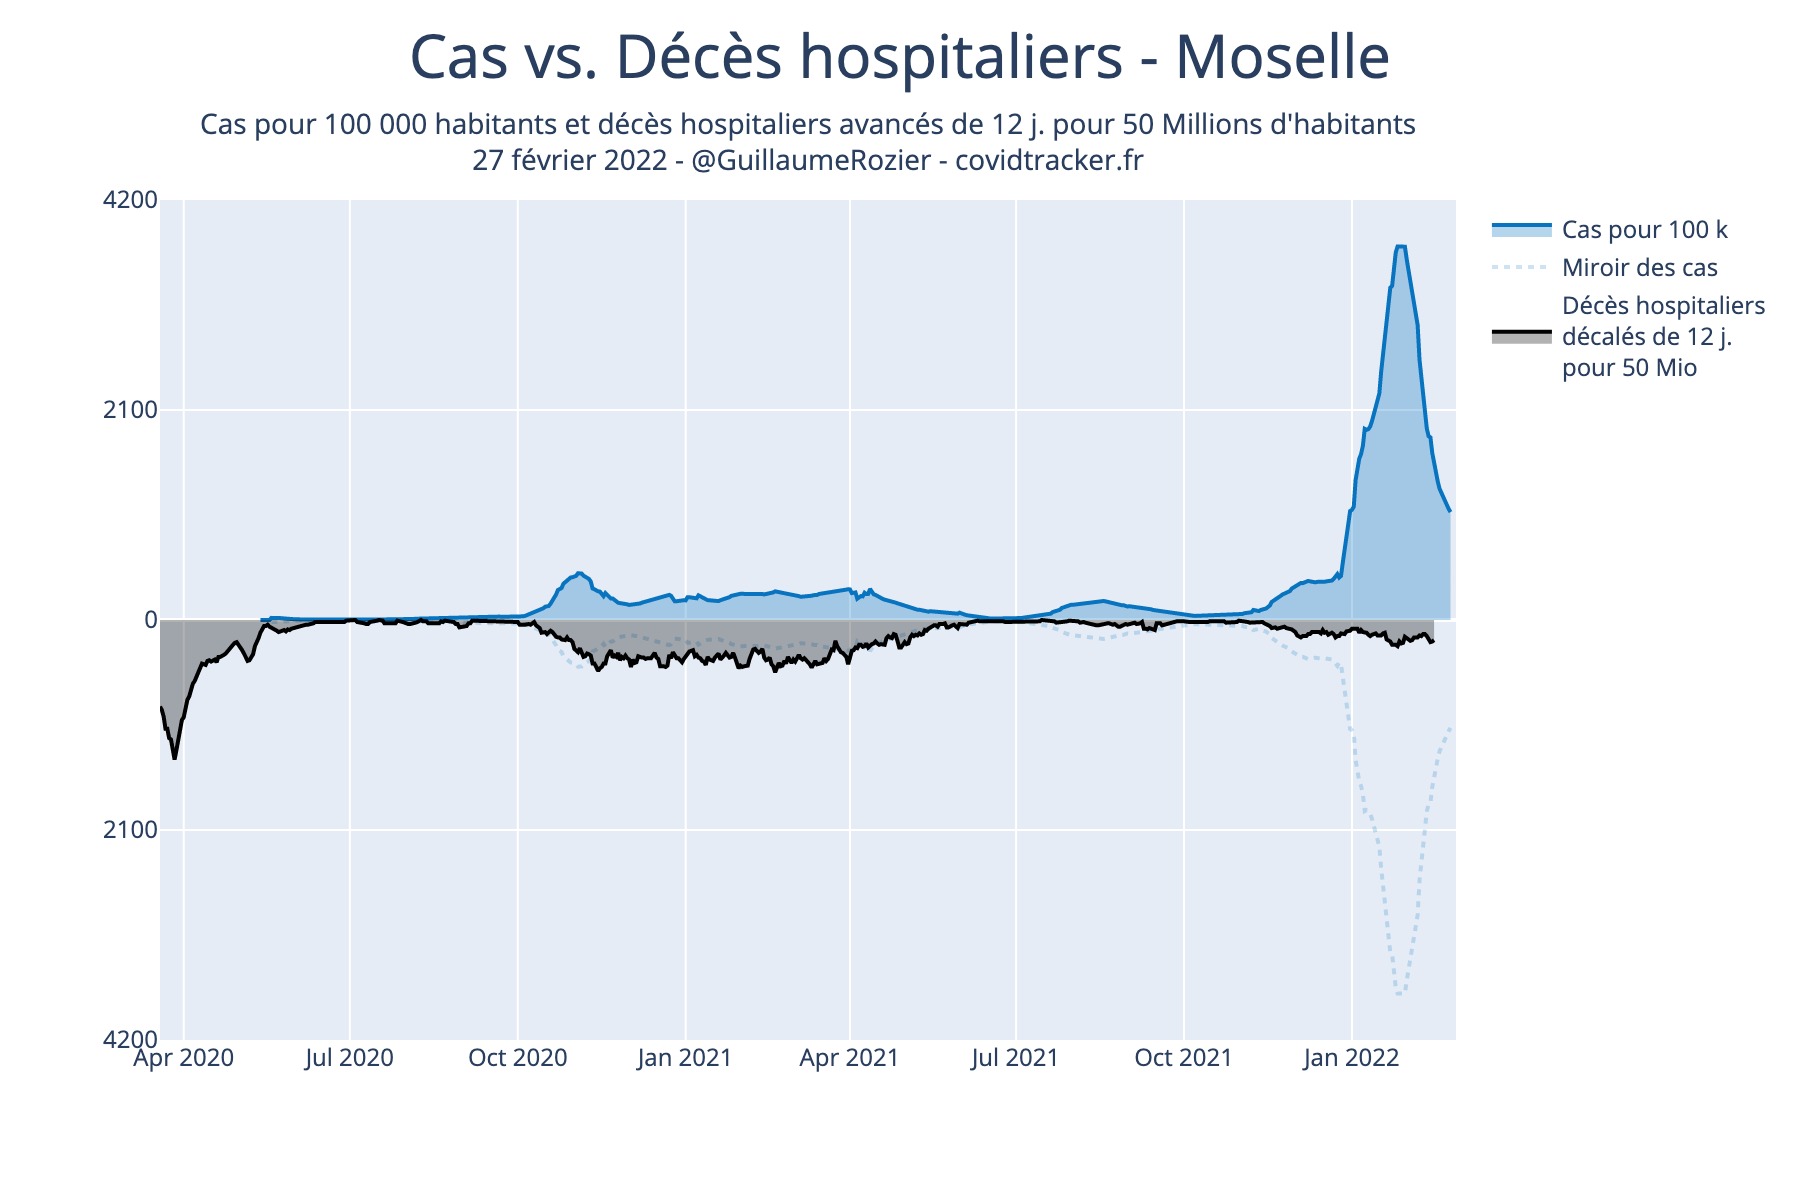 Cas vs. Décès hospitaliers - Moselle
Cas pour 100 000 habitants et décès hospitaliers avancés de 12 j. pour 50 Millions d'habitants
27 février 2022 - @GuillaumeRozier - covidtracker.fr
4200
2100
0
2100
4200
Apr 2020
Jul 2020
Oct 2020
Jan 2021
Apr 2021
Jul 2021
Oct 2021
Jan 2022
Cas pour 100 k
Miroir des cas
Décès hospitaliers
décalés de 12 j.
pour 50 Mio